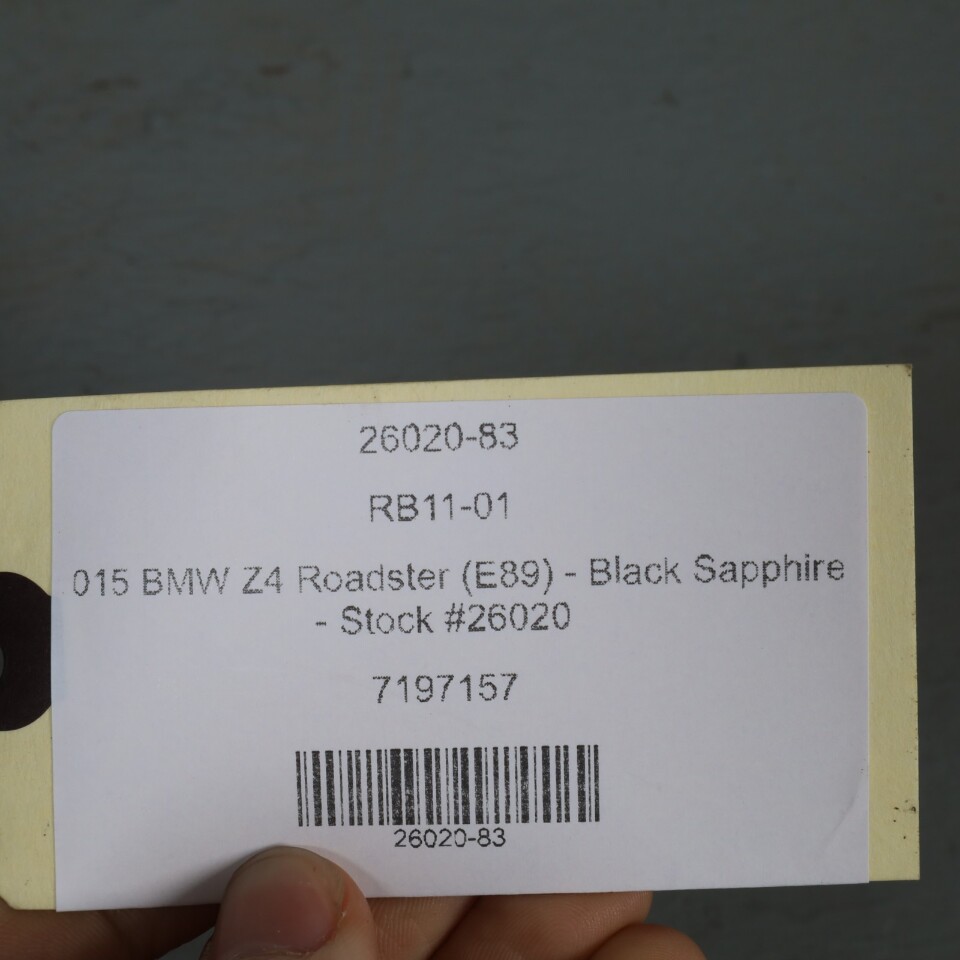 26020-83
RB11-01
015 BMW Z4 Roadster (E89) - Black Sapphire
- Stock #26020
7197157
26020-83